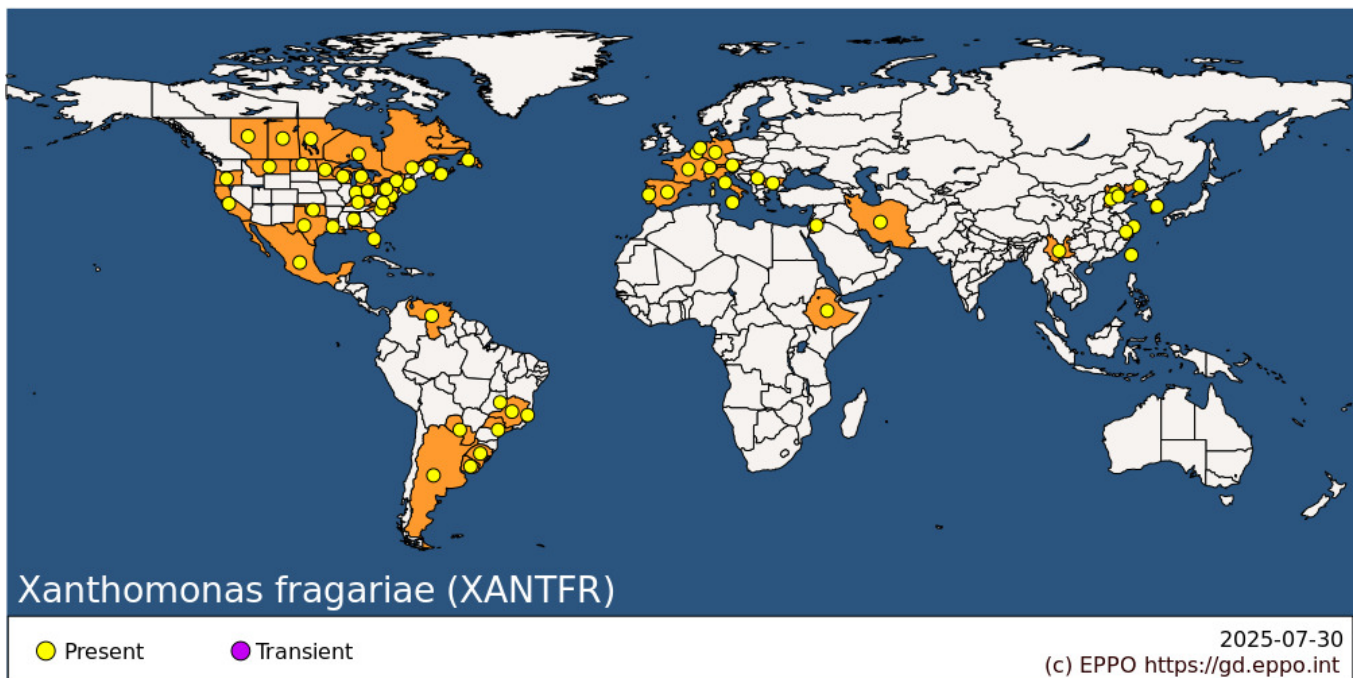 Xanthomonas fragariae (XANTFR)
Present
Transient
2025-07-30
(c) EPPO https://gd.eppo.int